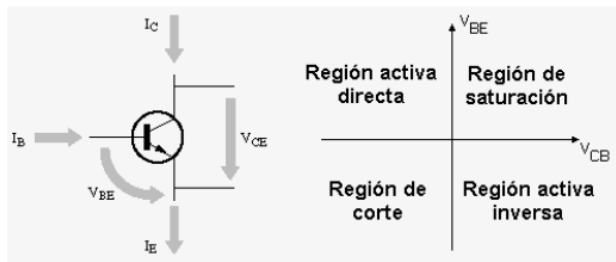 I_C
I_B
V_CE
V_BE
I_E
V_BE
Región activa
directa
Región de
saturación
V_CB
Región de
corte
Región activa
inversa